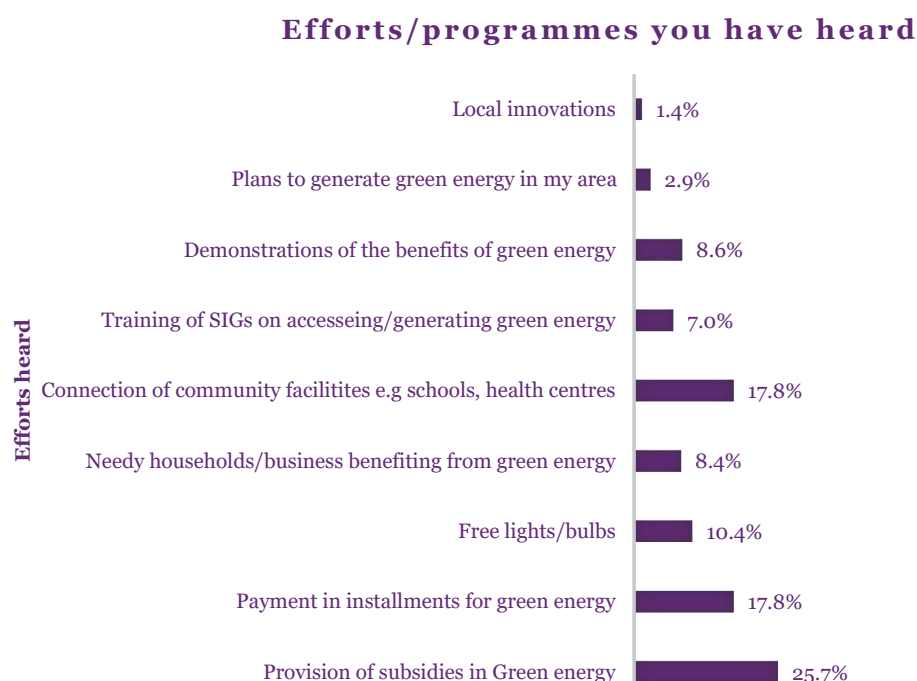 Efforts/programmes you have heard
Local innovations 1.4%
Plans to generate green energy in my area 2.9%
Demonstrations of the benefits of green energy 8.6%
Training of SIGs on accesseing/generating green energy 7.0%
Efforts heard
Connection of community facilitites e.g schools, health centres 17.8%
Needy households/business benefiting from green energy 8.4%
Free lights/bulbs 10.4%
Payment in installments for green energy 17.8%
Provision of subsidies in Green energy 25.7%